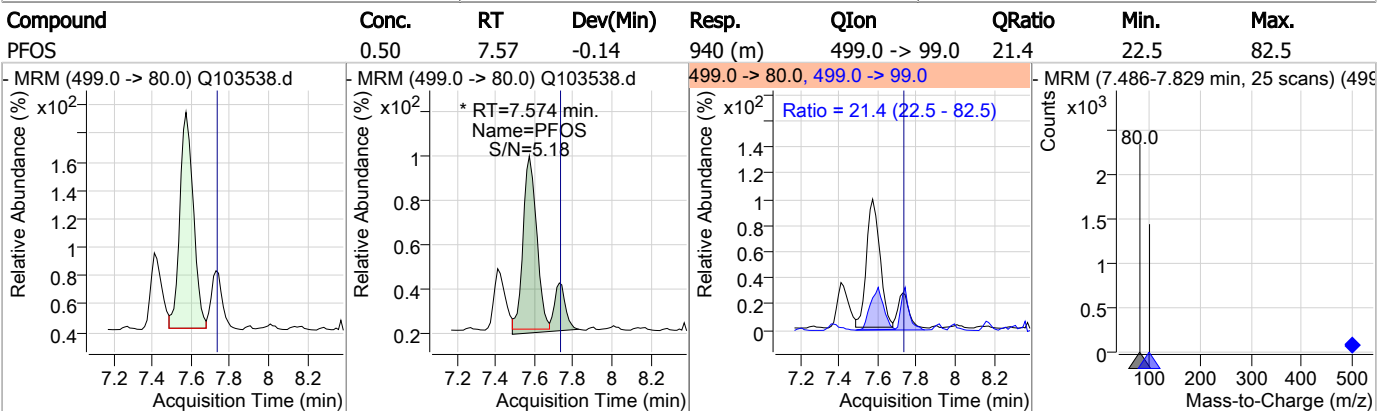 Compound Conc. RT Dev(Min) Resp. QIon QRatio Min. Max.
PFOS 0.50 7.57 -0.14 940 (m) 499.0 -> 99.0 21.4 22.5 82.5
- MRM (499.0 -> 80.0) Q103538.d
x10²
Relative Abundance (%)
1.6
1.4
1.2
1
0.8
0.6
0.4
7.2 7.4 7.6 7.8 8 8.2
Acquisition Time (min)
- MRM (499.0 -> 80.0) Q103538.d
x10²
* RT=7.574 min.
Name=PFOS
S/N=5.18
Relative Abundance (%)
1
0.8
0.6
0.4
0.2
7.2 7.4 7.6 7.8 8 8.2
Acquisition Time (min)
499.0 -> 80.0, 499.0 -> 99.0
x10²
Ratio = 21.4 (22.5 - 82.5)
Relative Abundance (%)
1.4
1.2
1
0.8
0.6
0.4
0.2
0
7.2 7.4 7.6 7.8 8 8.2
Acquisition Time (min)
- MRM (7.486-7.829 min, 25 scans) (499
x10³
Counts
80.0
2
1
0.5
0
100 200 300 400 500
Mass-to-Charge (m/z)